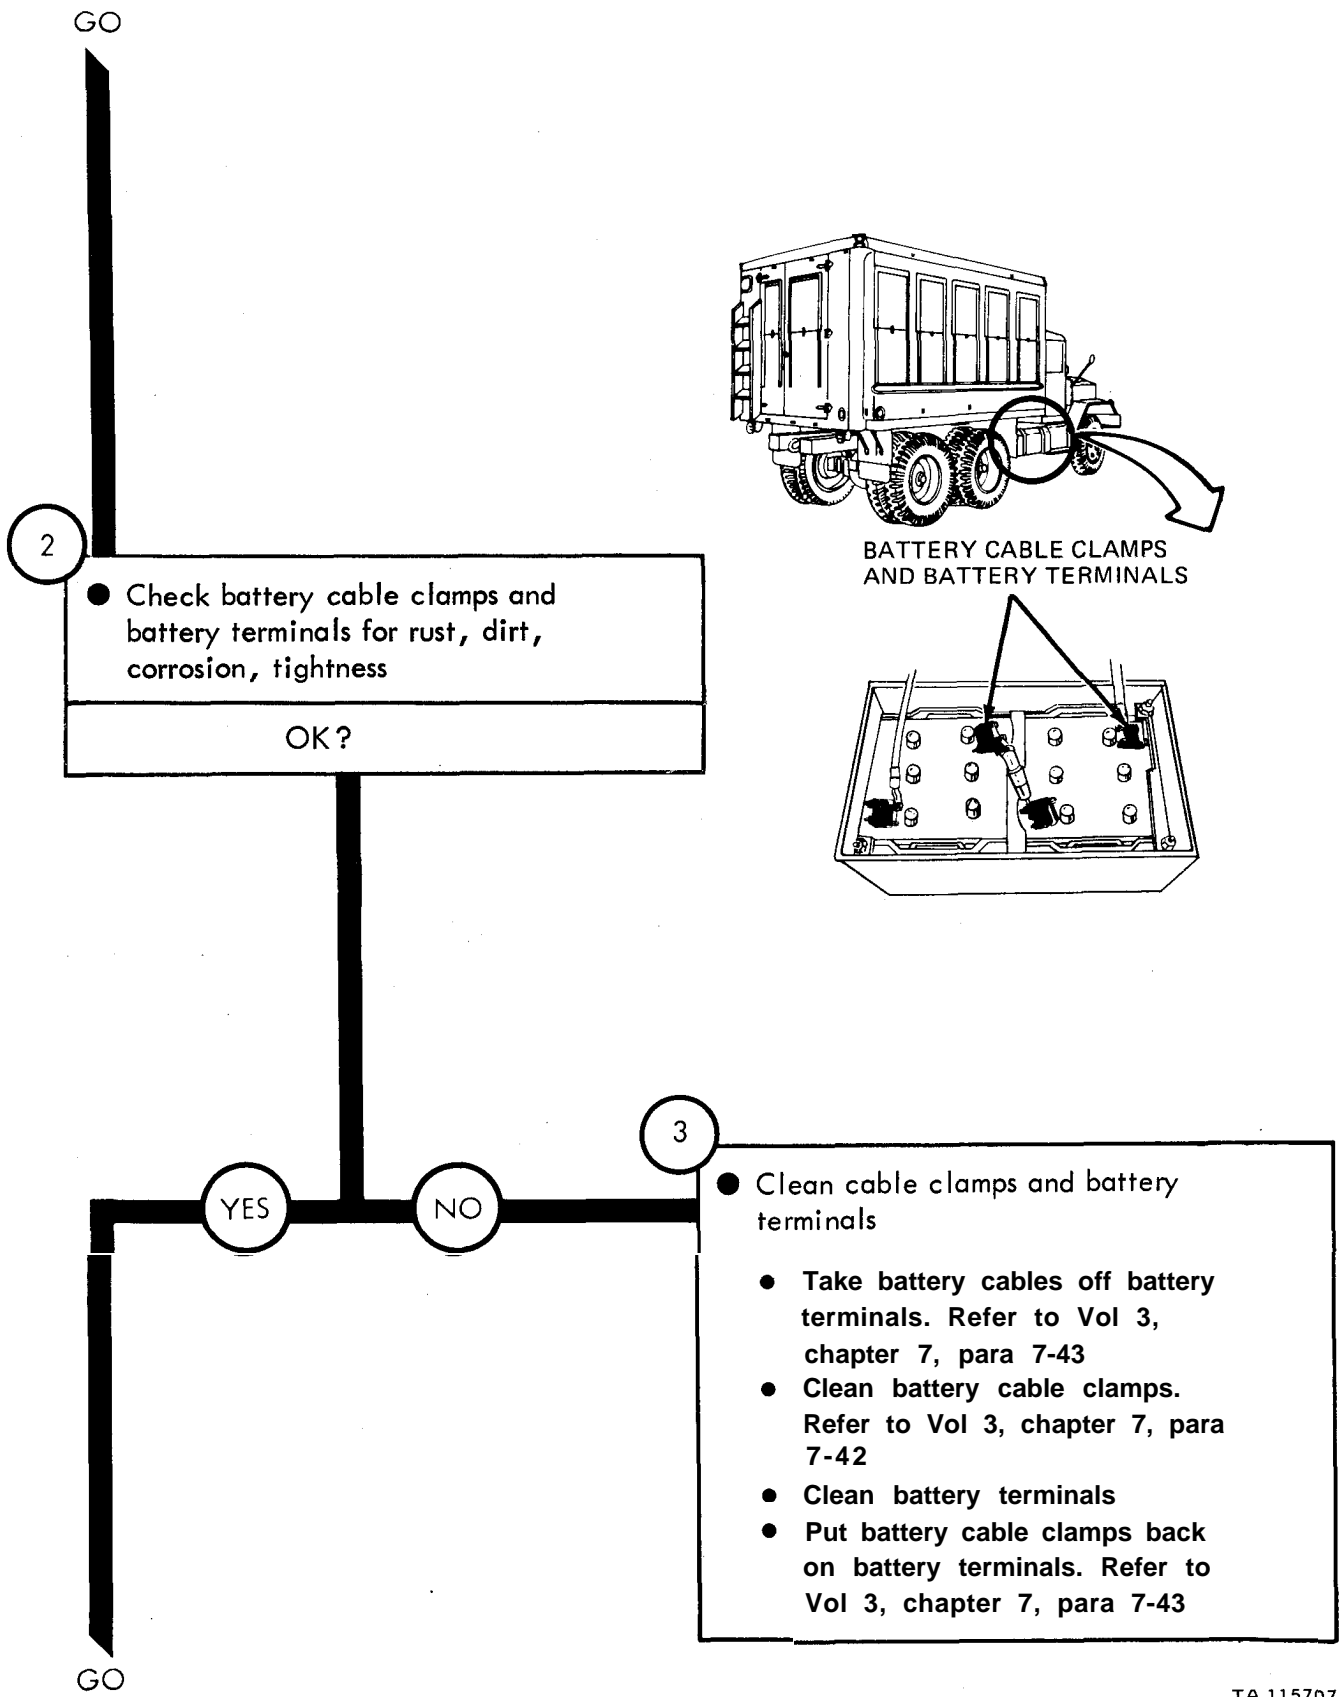 GO
BATTERY CABLE CLAMPS
AND BATTERY TERMINALS
2
● Check battery cable clamps and
battery terminals for rust, dirt,
corrosion, tightness
OK?
YES
NO
3
● Clean cable clamps and battery
terminals
● Take battery cables off battery
terminals. Refer to Vol 3,
chapter 7, para 7-43
● Clean battery cable clamps.
Refer to Vol 3, chapter 7, para
7-42
● Clean battery terminals
● Put battery cable clamps back
on battery terminals. Refer to
Vol 3, chapter 7, para 7-43
GO
TA 115707